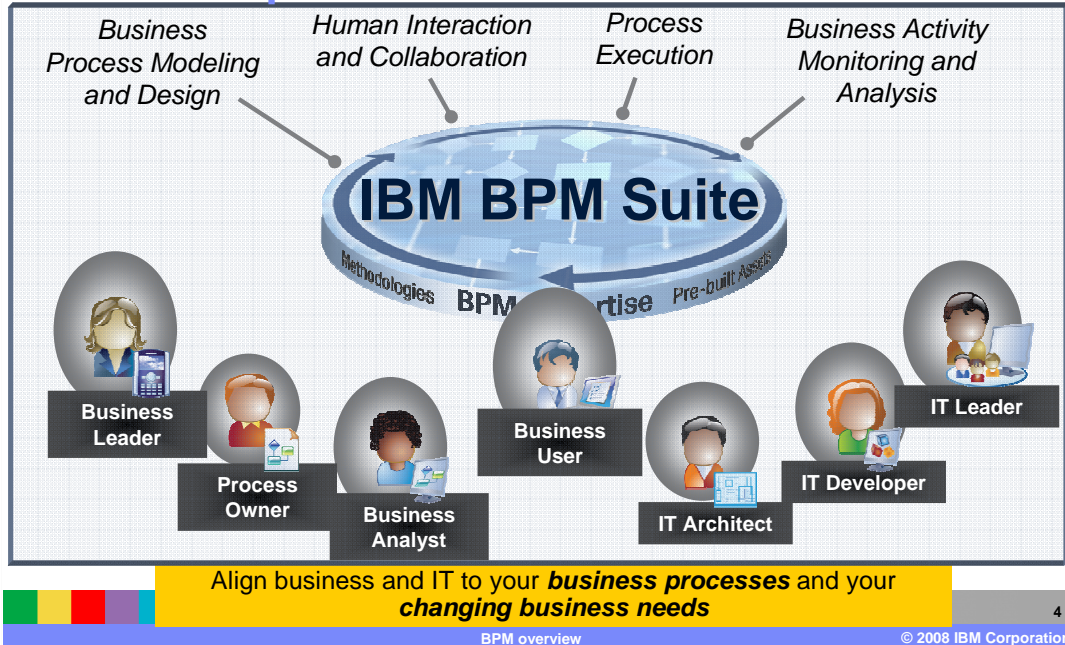 Business
Process Modeling
and Design
Human Interaction
and Collaboration
Process
Execution
Business Activity
Monitoring and
Analysis
IBM BPM Suite
Methodologies
BPM
rtise
Pre-built Assets
Business
Leader
Process
Owner
Business
Analyst
Business
User
IT Architect
IT Developer
IT Leader
Align business and IT to your business processes and your
changing business needs
4
BPM overview
© 2008 IBM Corporation